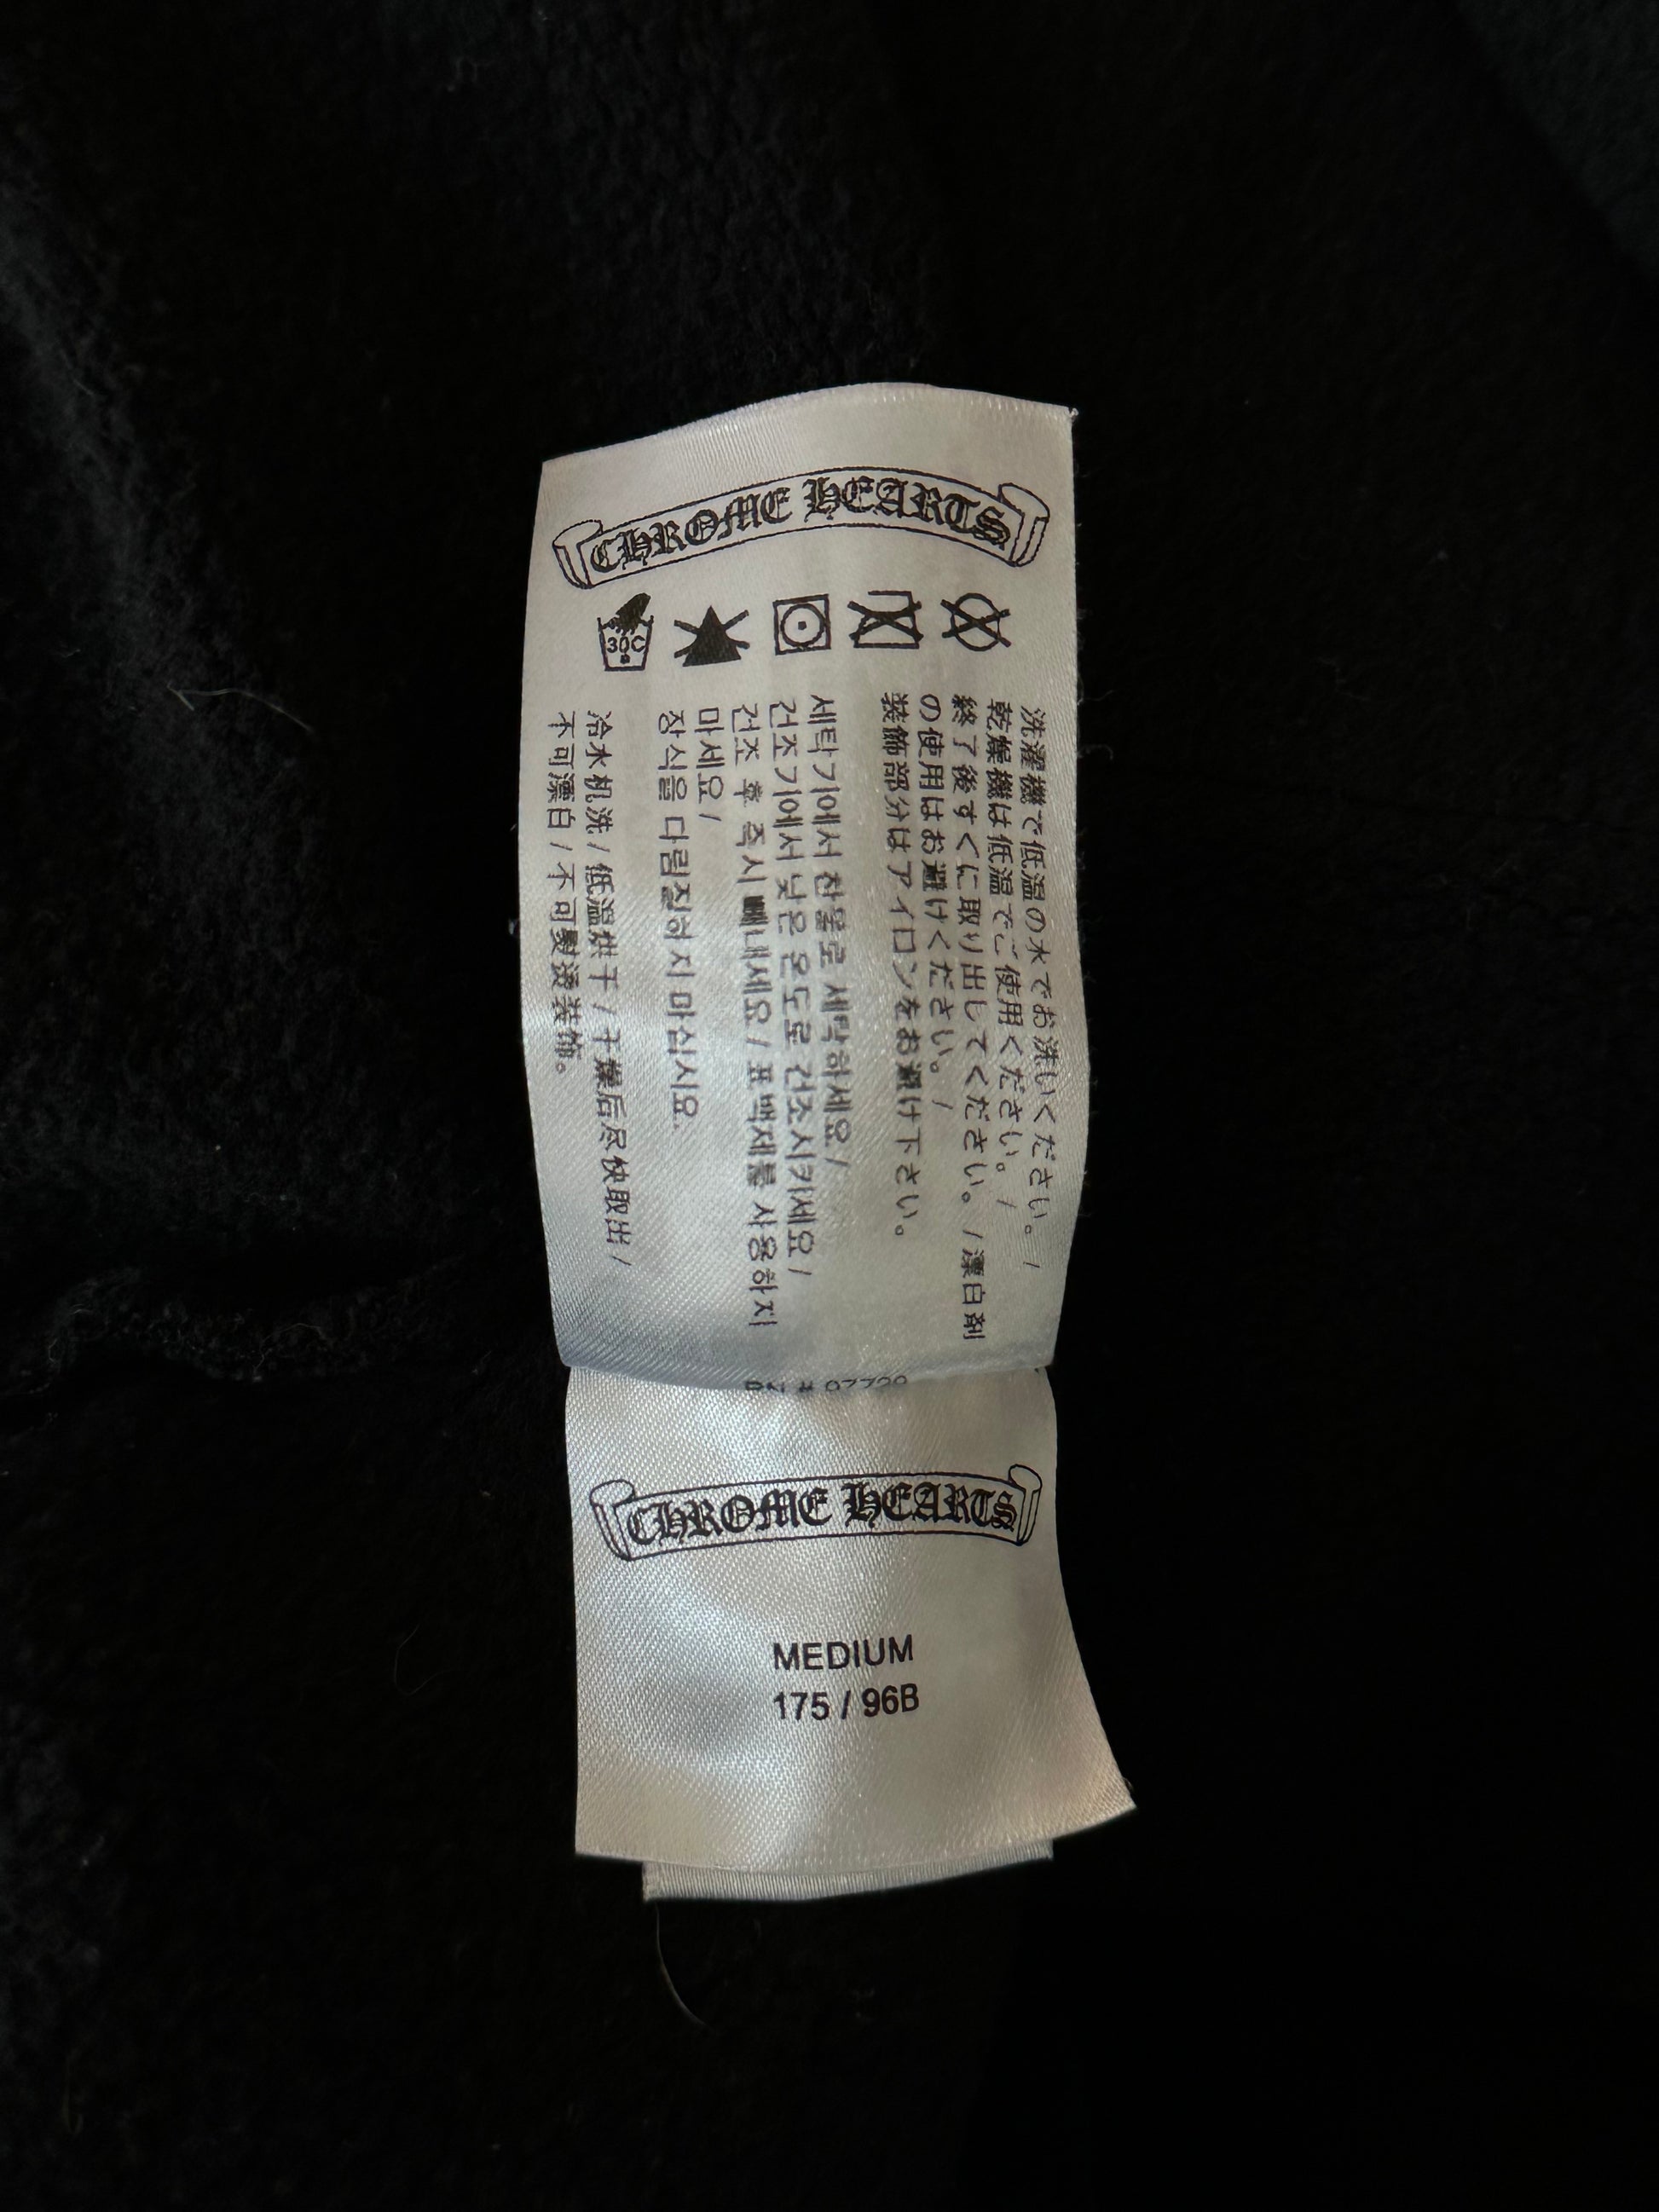 CHROME HEARTS
30C
洗濯機で低温の水でお洗いください。 /
乾燥機は低温でご使用ください。 /
終了後すぐに取り出してください。 / 漂白剤
の使用はお避けください。 /
装飾部分はアイロンをお避け下さい。
세탁기에서 찬물로 세탁하세요 /
건조기에서 낮은 온도로 건조시키세요 /
건조 후 즉시 빼내세요 / 표백제를 사용하지
마세요 /
장식을 다림질하지 마십시요.
冷水机洗 / 低溫烘干 / 干燥后尽快取出 /
不可漂白 / 不可熨烫装饰。
CHROME HEARTS
MEDIUM
175 / 96B